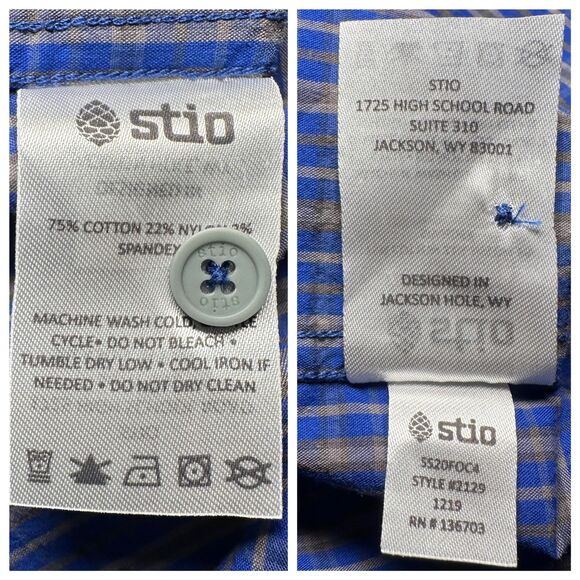 stio
75% COTTON 22% NYLON 3%
SPANDEX
stio
stio
MACHINE WASH COLD,
CYCLE • DO NOT BLEACH •
TUMBLE DRY LOW • COOL IRON IF
NEEDED • DO NOT DRY CLEAN
STIO
1725 HIGH SCHOOL ROAD
SUITE 310
JACKSON, WY 83001
DESIGNED IN
JACKSON HOLE, WY
stio
SS20FOC4
STYLE #2129
1219
RN # 136703